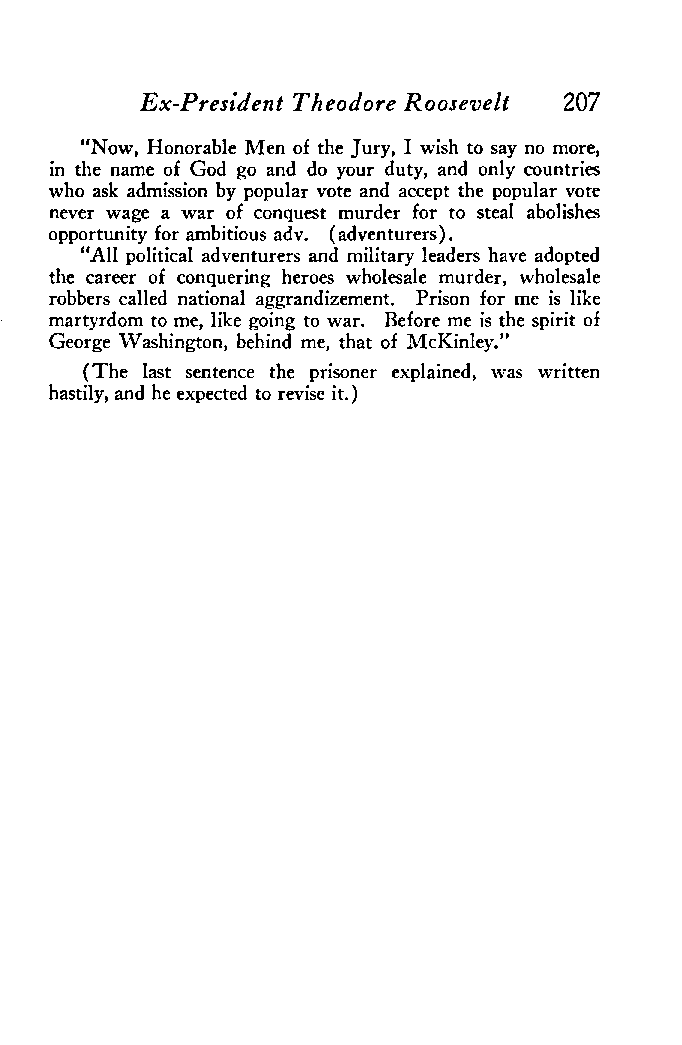 Ex-President Theodore Roosevelt 207
"Now, Honorable Men of the Jury, I wish to say no more,
in the name of God go and do your duty, and only countries
who ask admission by popular vote and accept the popular vote
never wage a war of conquest murder for to steal abolishes
opportunity for ambitious adv. (adventurers).
"All political adventurers and military leaders have adopted
the career of conquering heroes wholesale murder, wholesale
robbers called national aggrandizement. Prison for me is like
martyrdom to me, like going to war. Before me is the spirit of
George Washington, behind me, that of McKinley."
(The last sentence the prisoner explained, was written
hastily, and he expected to revise it.)